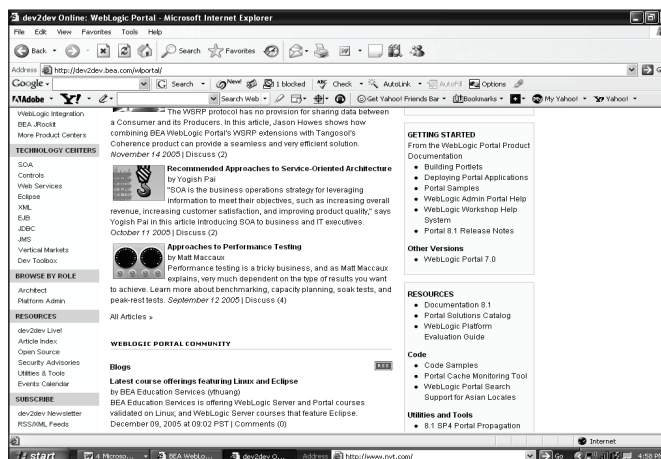 dev2dev Online: WebLogic Portal - Microsoft Internet Explorer
File Edit View Favorites Tools Help
Back Search Favorites
Address http://dev2dev.bea.com/wlportal/
Google Search New! 1 blocked Check AutoLink AutoFill Options
Adobe Y! Search Web Get Yahoo! Friends Bar Bookmarks My Yahoo! Yahoo!
WebLogic Integration
BEA JRockit
More Product Centers
TECHNOLOGY CENTERS
SOA
Controls
Web Services
Eclipse
XML
EJB
JDBC
JMS
Vertical Markets
Dev Toolbox
BROWSE BY ROLE
Architect
Platform Admin
RESOURCES
dev2dev Live!
Article Index
Open Source
Security Advisories
Utilities & Tools
Events Calendar
SUBSCRIBE
dev2dev Newsletter
RSS/XML Feeds
The WSRP protocol has no provision for sharing data between
a Consumer and its Producers. In this article, Jason Howes shows how
combining BEA WebLogic Portal's WSRP extensions with Tangosol's
Coherence product can provide a seamless and very efficient solution.
November 14 2005 | Discuss (2)
Recommended Approaches to Service-Oriented Architecture
by Yogish Pai
"SOA is the business operations strategy for leveraging
information to meet their objectives, such as increasing overall
revenue, increasing customer satisfaction, and improving product quality," says
Yogish Pai in this article introducing SOA to business and IT executives.
October 11 2005 | Discuss (2)
Approaches to Performance Testing
by Matt Maccaux
Performance testing is a tricky business, and as Matt Maccaux
explains, very much dependent on the type of results you want
to achieve. Learn more about benchmarking, capacity planning, soak tests, and
peak-rest tests. September 12 2005 | Discuss (4)
All Articles »
WEBLOGIC PORTAL COMMUNITY
Blogs RSS
Latest course offerings featuring Linux and Eclipse
by BEA Education Services (ythuang)
BEA Education Services is offering WebLogic Server and Portal courses
validated on Linux; and WebLogic Server courses that feature Eclipse.
December 09, 2005 at 09:02 PST | Comments (0)
GETTING STARTED
From the WebLogic Portal Product
Documentation
• Building Portlets
• Deploying Portal Applications
• Portal Samples
• WebLogic Admin Portal Help
• WebLogic Workshop Help
System
• Portal 8.1 Release Notes
Other Versions
• WebLogic Portal 7.0
RESOURCES
• Documentation 8.1
• Portal Solutions Catalog
• WebLogic Platform
Evaluation Guide
Code
• Code Samples
• Portal Cache Monitoring Tool
• WebLogic Portal Search
Support for Asian Locales
Utilities and Tools
• 8.1 SP4 Portal Propagation
Internet
start 4 Microso... BEA WebLo... dev2dev O... Address http://www.nyt.com/ Go 4:58 PM